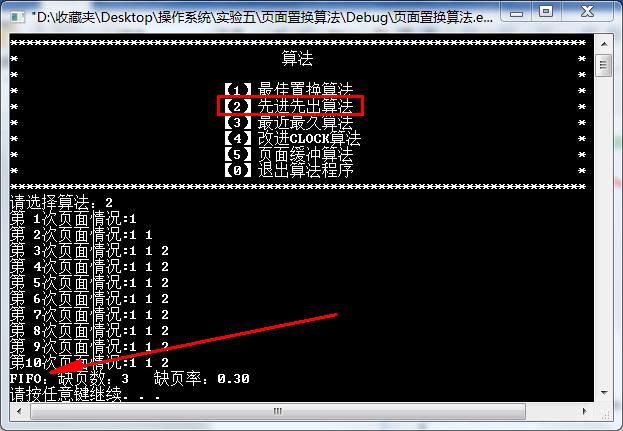 "D:\收藏夹\Desktop\操作系统\实验五\页面置换算法\Debug\页面置换算法.e...
************************************************************************
* 算法 *
* *
* 【1】最佳置换算法 *
* 【2】先进先出算法 *
* 【3】最近最久算法 *
* 【4】改进CLOCK算法 *
* 【5】页面缓冲算法 *
* 【0】退出算法程序 *
************************************************************************
请选择算法：2
第 1次页面情况:1
第 2次页面情况:1 1
第 3次页面情况:1 1 2
第 4次页面情况:1 1 2
第 5次页面情况:1 1 2
第 6次页面情况:1 1 2
第 7次页面情况:1 1 2
第 8次页面情况:1 1 2
第 9次页面情况:1 1 2
第10次页面情况:1 1 2
FIFO：缺页数：3 缺页率：0.30
请按任意键继续. . .